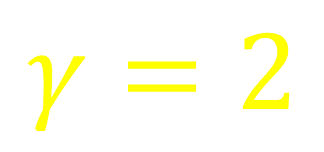 γ = 2